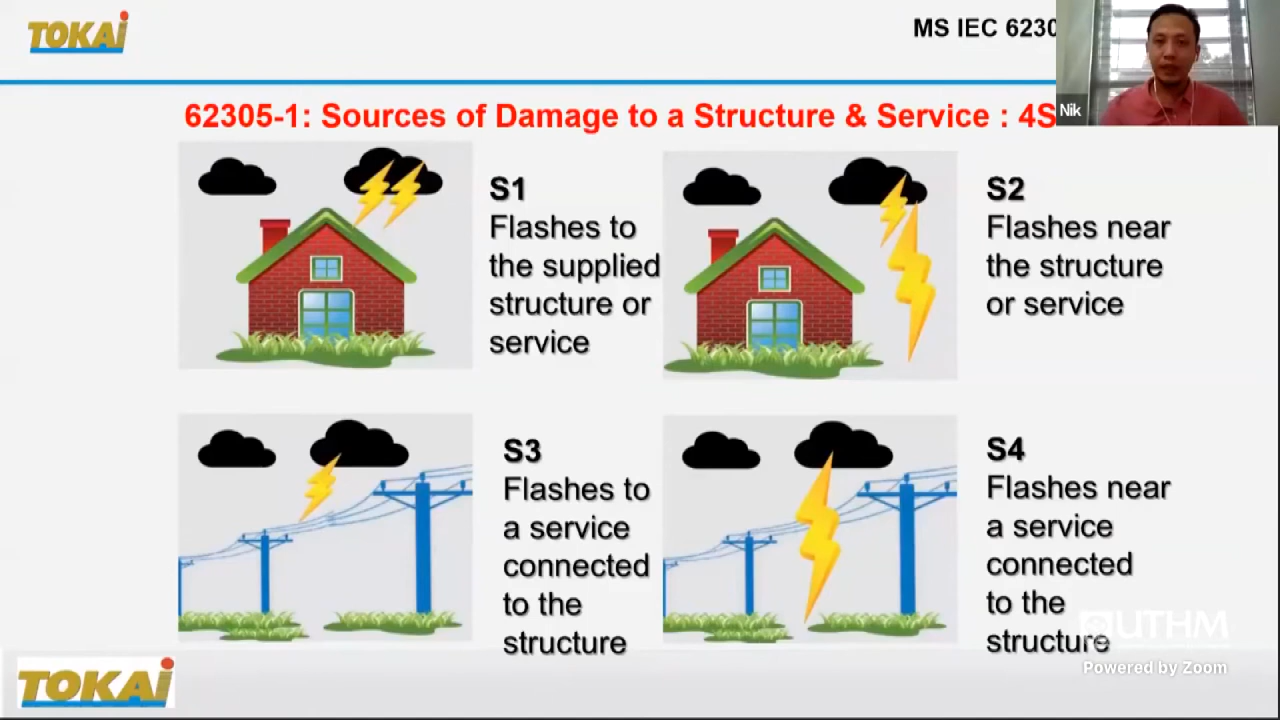 TOKAi
MS IEC 6230
62305-1: Sources of Damage to a Structure & Service : 4S
Nik
S1
Flashes to
the supplied
structure or
service
S2
Flashes near
the structure
or service
S3
Flashes to
a service
connected
to the
structure
S4
Flashes near
a service
connected
to the
structure
UTHM
Powered by Zoom
TOKAi